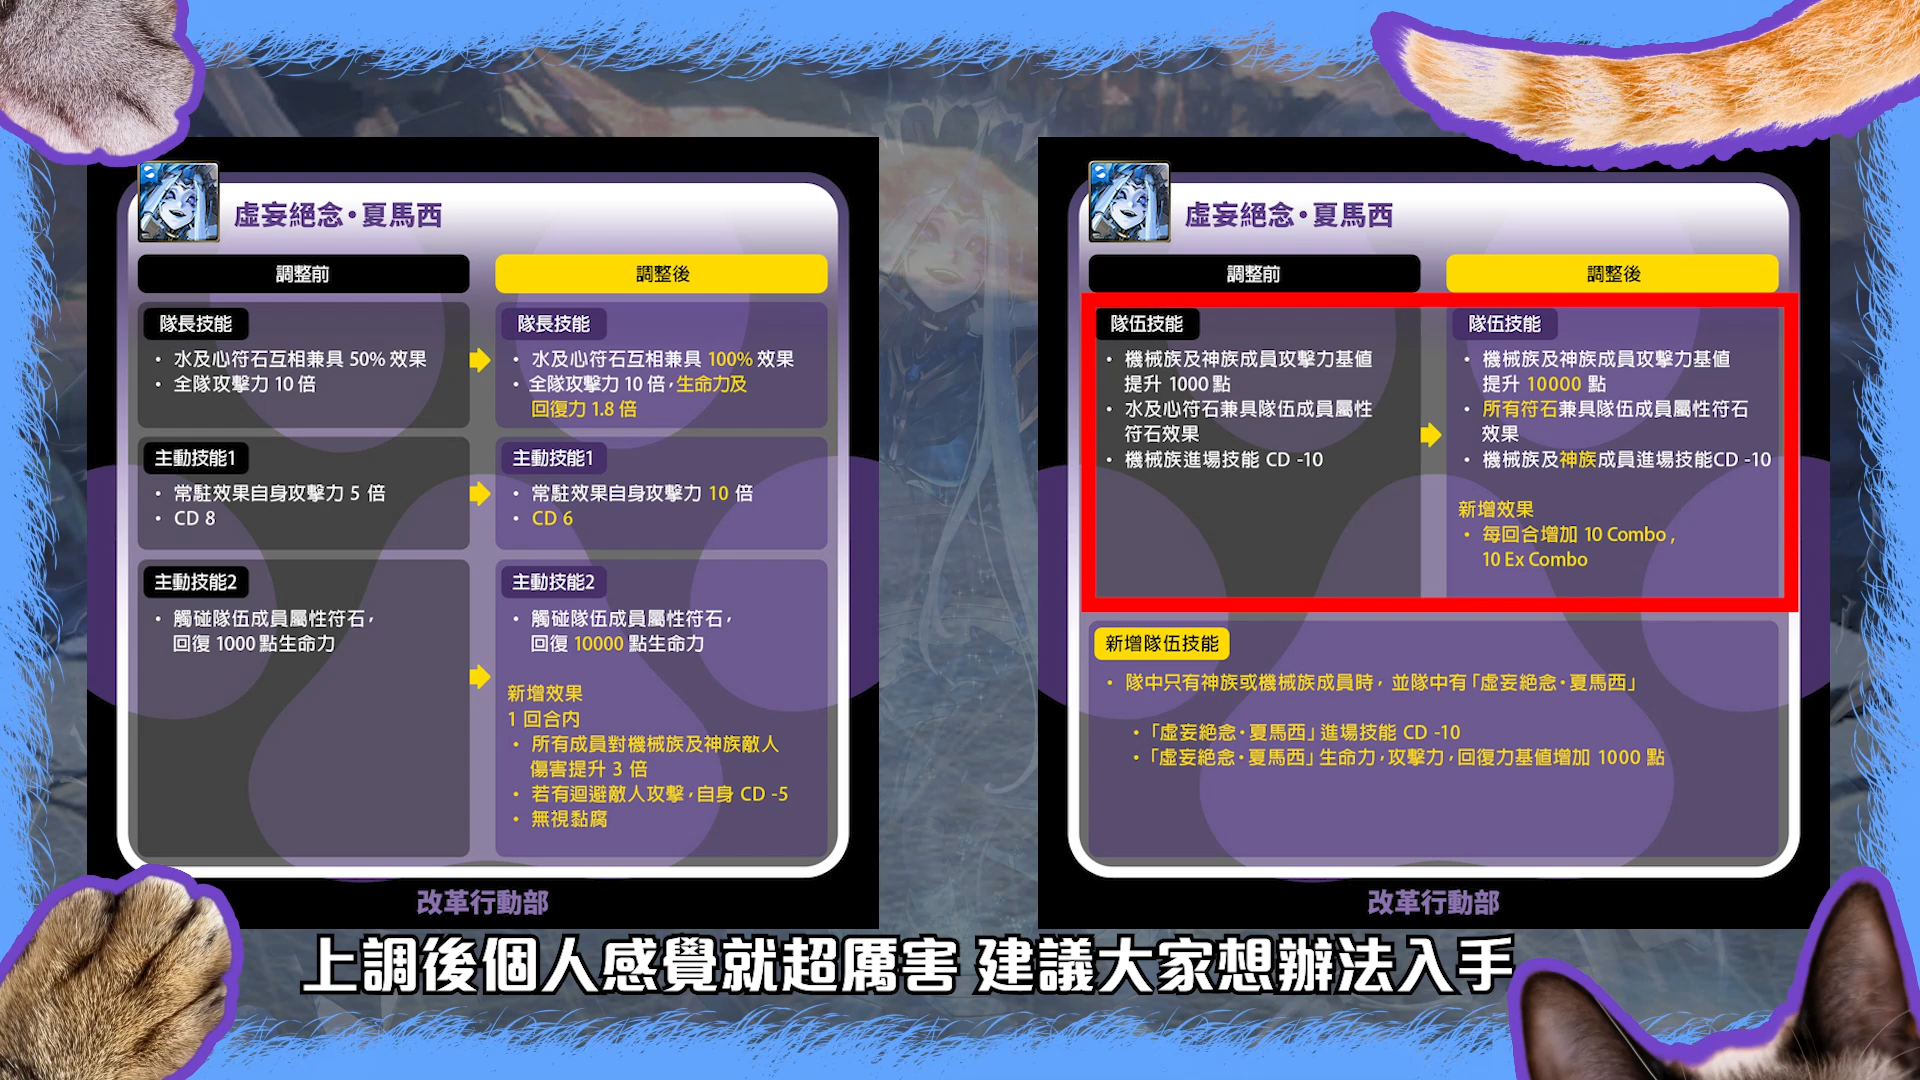 虛妄絕念・夏馬西
調整前
調整後
隊長技能
・水及心符石互相兼具 50% 效果
・全隊攻擊力 10 倍
隊長技能
・水及心符石互相兼具 100% 效果
・全隊攻擊力 10 倍,生命力及
回復力 1.8 倍
主動技能1
・常駐效果自身攻擊力 5 倍
・CD 8
主動技能1
・常駐效果自身攻擊力 10 倍
・CD 6
主動技能2
・觸碰隊伍成員屬性符石,
回復 1000 點生命力
主動技能2
・觸碰隊伍成員屬性符石,
回復 10000 點生命力
新增效果
1 回合內
・所有成員對機械族及神族敵人
傷害提升 3 倍
・若有迴避敵人攻擊,自身 CD -5
・無視黏腐
改革行動部
虛妄絕念・夏馬西
調整前
調整後
隊伍技能
・機械族及神族成員攻擊力基值
提升 1000 點
・水及心符石兼具隊伍成員屬性
符石效果
・機械族進場技能 CD -10
隊伍技能
・機械族及神族成員攻擊力基值
提升 10000 點
・所有符石兼具隊伍成員屬性符石
效果
・機械族及神族成員進場技能CD -10
新增效果
・每回合增加 10 Combo ,
10 Ex Combo
新增隊伍技能
・隊中只有神族或機械族成員時,並隊中有「虛妄絕念・夏馬西」
・「虛妄絕念・夏馬西」進場技能 CD -10
・「虛妄絕念・夏馬西」生命力,攻擊力,回復力基值增加 1000 點
改革行動部
上調後個人感覺就超厲害 建議大家想辦法入手